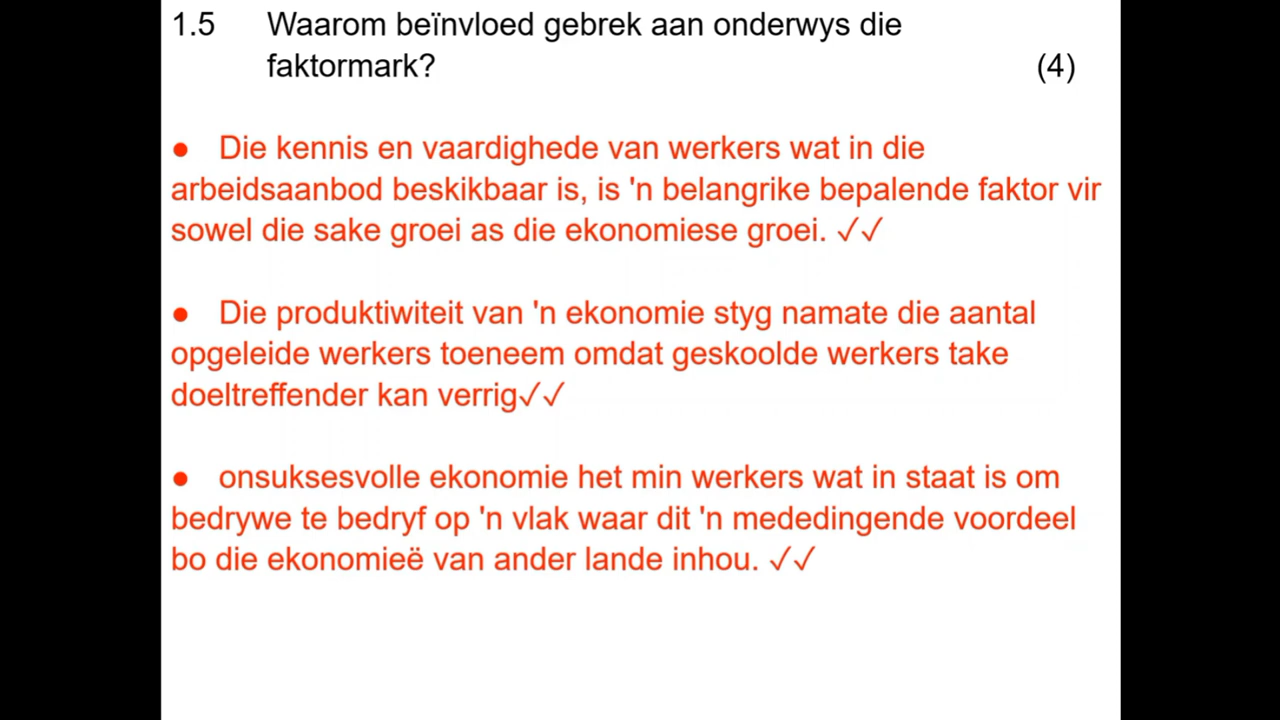 1.5 Waarom beïnvloed gebrek aan onderwys die
faktormark? (4)
● Die kennis en vaardighede van werkers wat in die
arbeidsaanbod beskikbaar is, is 'n belangrike bepalende faktor vir
sowel die sake groei as die ekonomiese groei. ✓✓
● Die produktiwiteit van 'n ekonomie styg namate die aantal
opgeleide werkers toeneem omdat geskoolde werkers take
doeltreffender kan verrig✓✓
● onsuksesvolle ekonomie het min werkers wat in staat is om
bedrywe te bedryf op 'n vlak waar dit 'n mededingende voordeel
bo die ekonomieë van ander lande inhou. ✓✓